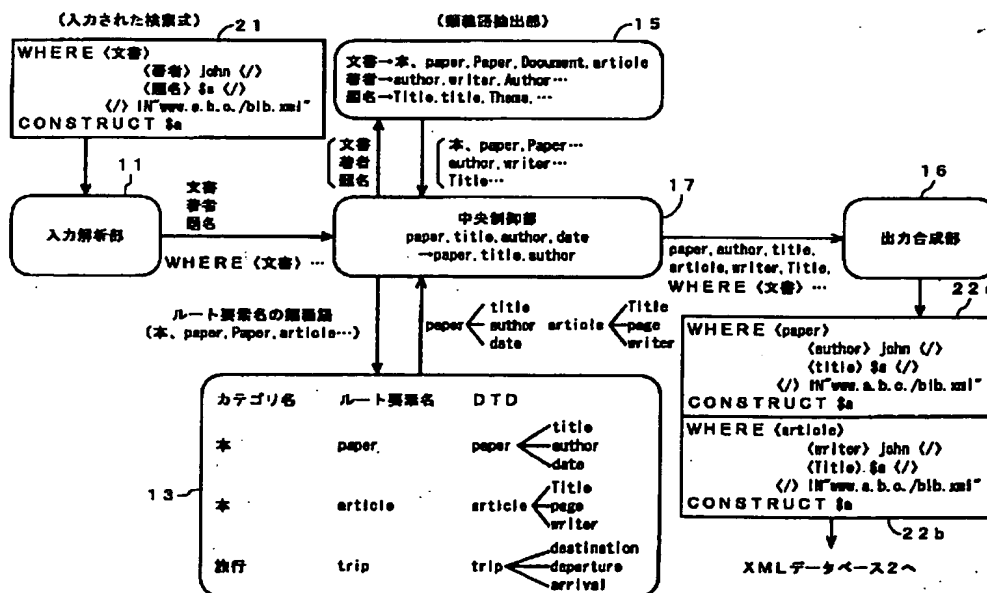 〈入力された検索式〉
21
WHERE 〈文書〉
〈著者〉 john 〈/〉
〈題名〉 $a 〈/〉
〈/〉 IN"www.a.b.c./bib.xml"
CONSTRUCT $a
〈類義語抽出部〉
15
文書→本、paper, Paper, Document, article
著者→author, writer, Author…
題名→Title, title, Theme, …
文書
著者
題名
本、paper, Paper…
author, writer…
Title…
11
入力解析部
文書
著者
題名
WHERE 〈文書〉 …
17
中央制御部
paper, title, author, date
→paper, title, author
paper, author, title,
article, writer, Title,
WHERE 〈文書〉 …
16
出力合成部
ルート要素名の類義語
(本、paper, Paper, article…)
paper
title
author
date
article
Title
page
writer
13
カテゴリ名 ルート要素名 DTD
本 paper paper
title
author
date
本 article article
Title
page
writer
旅行 trip trip
destination
departure
arrival
WHERE 〈paper〉
〈author〉 john 〈/〉
〈title〉 $a 〈/〉
〈/〉 IN"www.a.b.c./bib.xml"
CONSTRUCT $a
WHERE 〈article〉
〈writer〉 john 〈/〉
〈Title〉 $a 〈/〉
〈/〉 IN"www.a.b.c./bib.xml"
CONSTRUCT $a
22b
XMLデータベース2へ